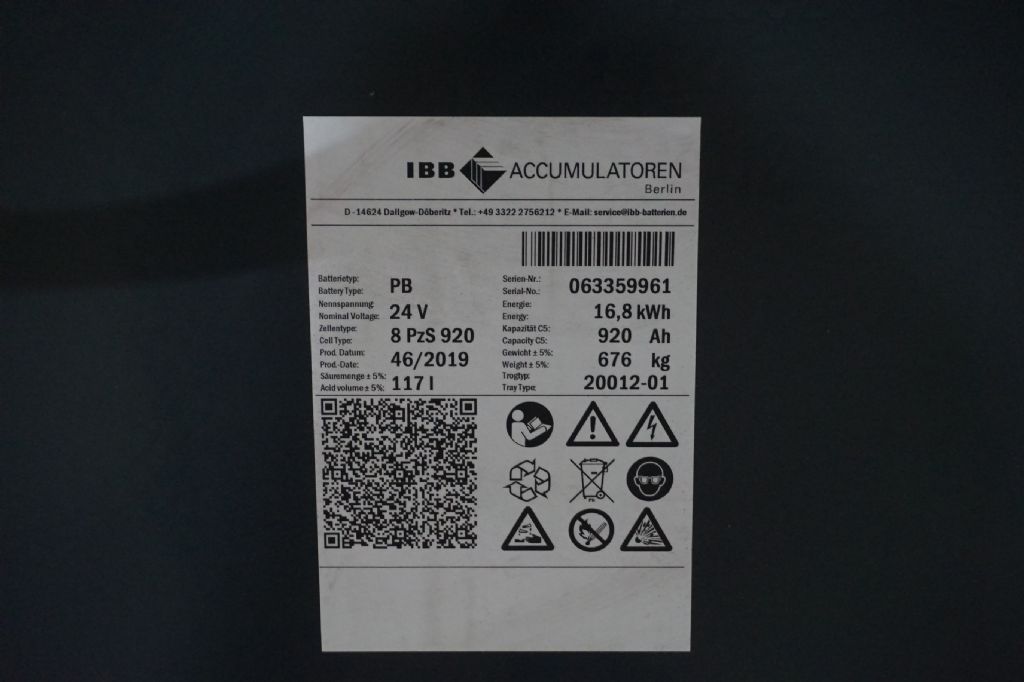 IBB ACCUMULATOREN
Berlin
D -14624 Dallgow-Döberitz * Tel.: +49 3322 2756212 * E-Mail: service@ibb-batterien.de
Batterietyp:
Battery Type: PB
Serien-Nr.:
Serial-No.: 063359961
Nennspannung:
Nominal Voltage: 24 V
Energie:
Energy: 16,8 kWh
Zellentype:
Cell Type: 8 PzS 920
Kapazität C5:
Capacity C5: 920 Ah
Prod. Datum:
Prod.-Date: 46/2019
Gewicht ± 5%:
Weight ± 5%: 676 kg
Säuremenge ± 5%:
Acid volume ± 5%: 117 l
Trogtyp:
Tray Type: 20012-01